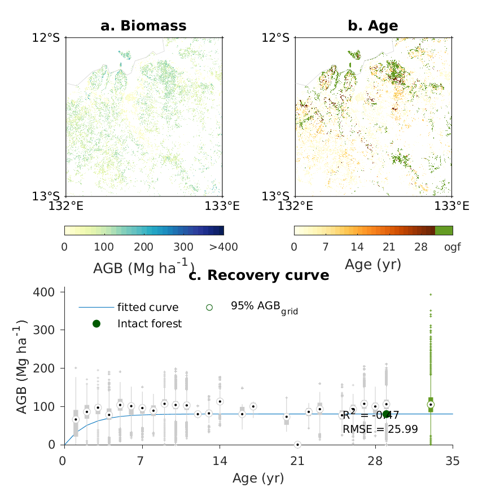 a. Biomass
b. Age
12°S
12°S
13°S
13°S
132°E
133°E
132°E
133°E
0 100 200 300 >400
0 7 14 21 28 ogf
AGB (Mg ha-1)
Age (yr)
c. Recovery curve
400
300
200
100
0
AGB (Mg ha-1)
fitted curve
95% AGBgrid
Intact forest
R2 = -0.47
RMSE = 25.99
0 7 14 21 28 35
Age (yr)